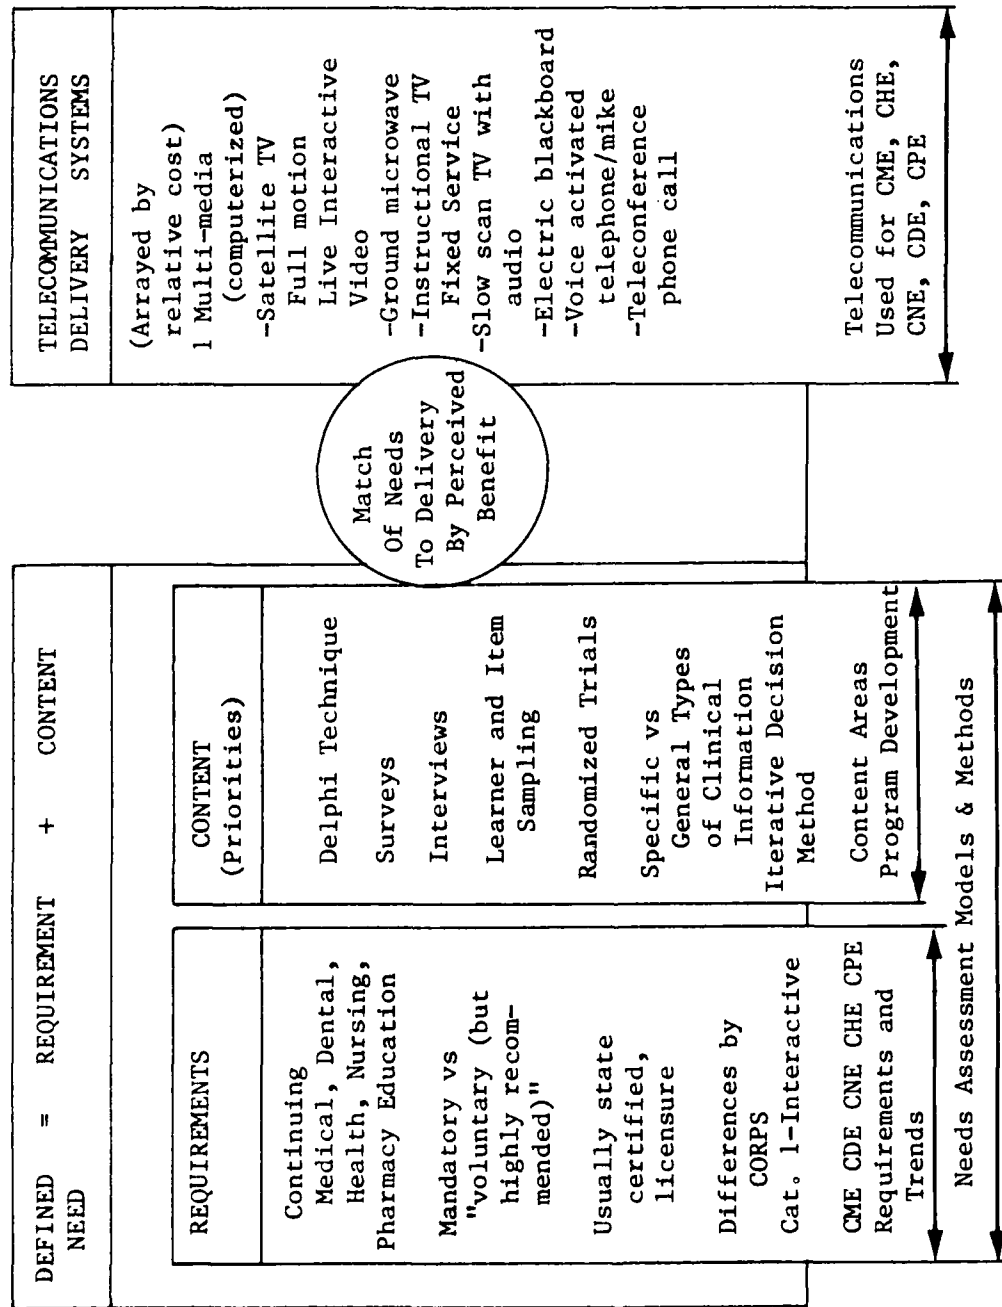 DEFINED = REQUIREMENT + CONTENT
NEED
REQUIREMENTS
Continuing
Medical, Dental,
Health, Nursing,
Pharmacy Education
Mandatory vs
"voluntary (but
highly recom-
mended)"
Usually state
certified,
licensure
Differences by
CORPS
Cat. 1-Interactive
CME CDE CNE CHE CPE
Requirements and
Trends
CONTENT
(Priorities)
Delphi Technique
Surveys
Interviews
Learner and Item
Sampling
Randomized Trials
Specific vs
General Types
of Clinical
Information
Iterative Decision
Method
Content Areas
Program Development
Needs Assessment Models & Methods
Match
Of Needs
To Delivery
By Perceived
Benefit
TELECOMMUNICATIONS
DELIVERY SYSTEMS
(Arrayed by
relative cost)
1 Multi-media
(computerized)
-Satellite TV
Full motion
Live Interactive
Video
-Ground microwave
-Instructional TV
Fixed Service
-Slow scan TV with
audio
-Electric blackboard
-Voice activated
telephone/mike
-Teleconference
phone call
Telecommunications
Used for CME, CHE,
CNE, CDE, CPE